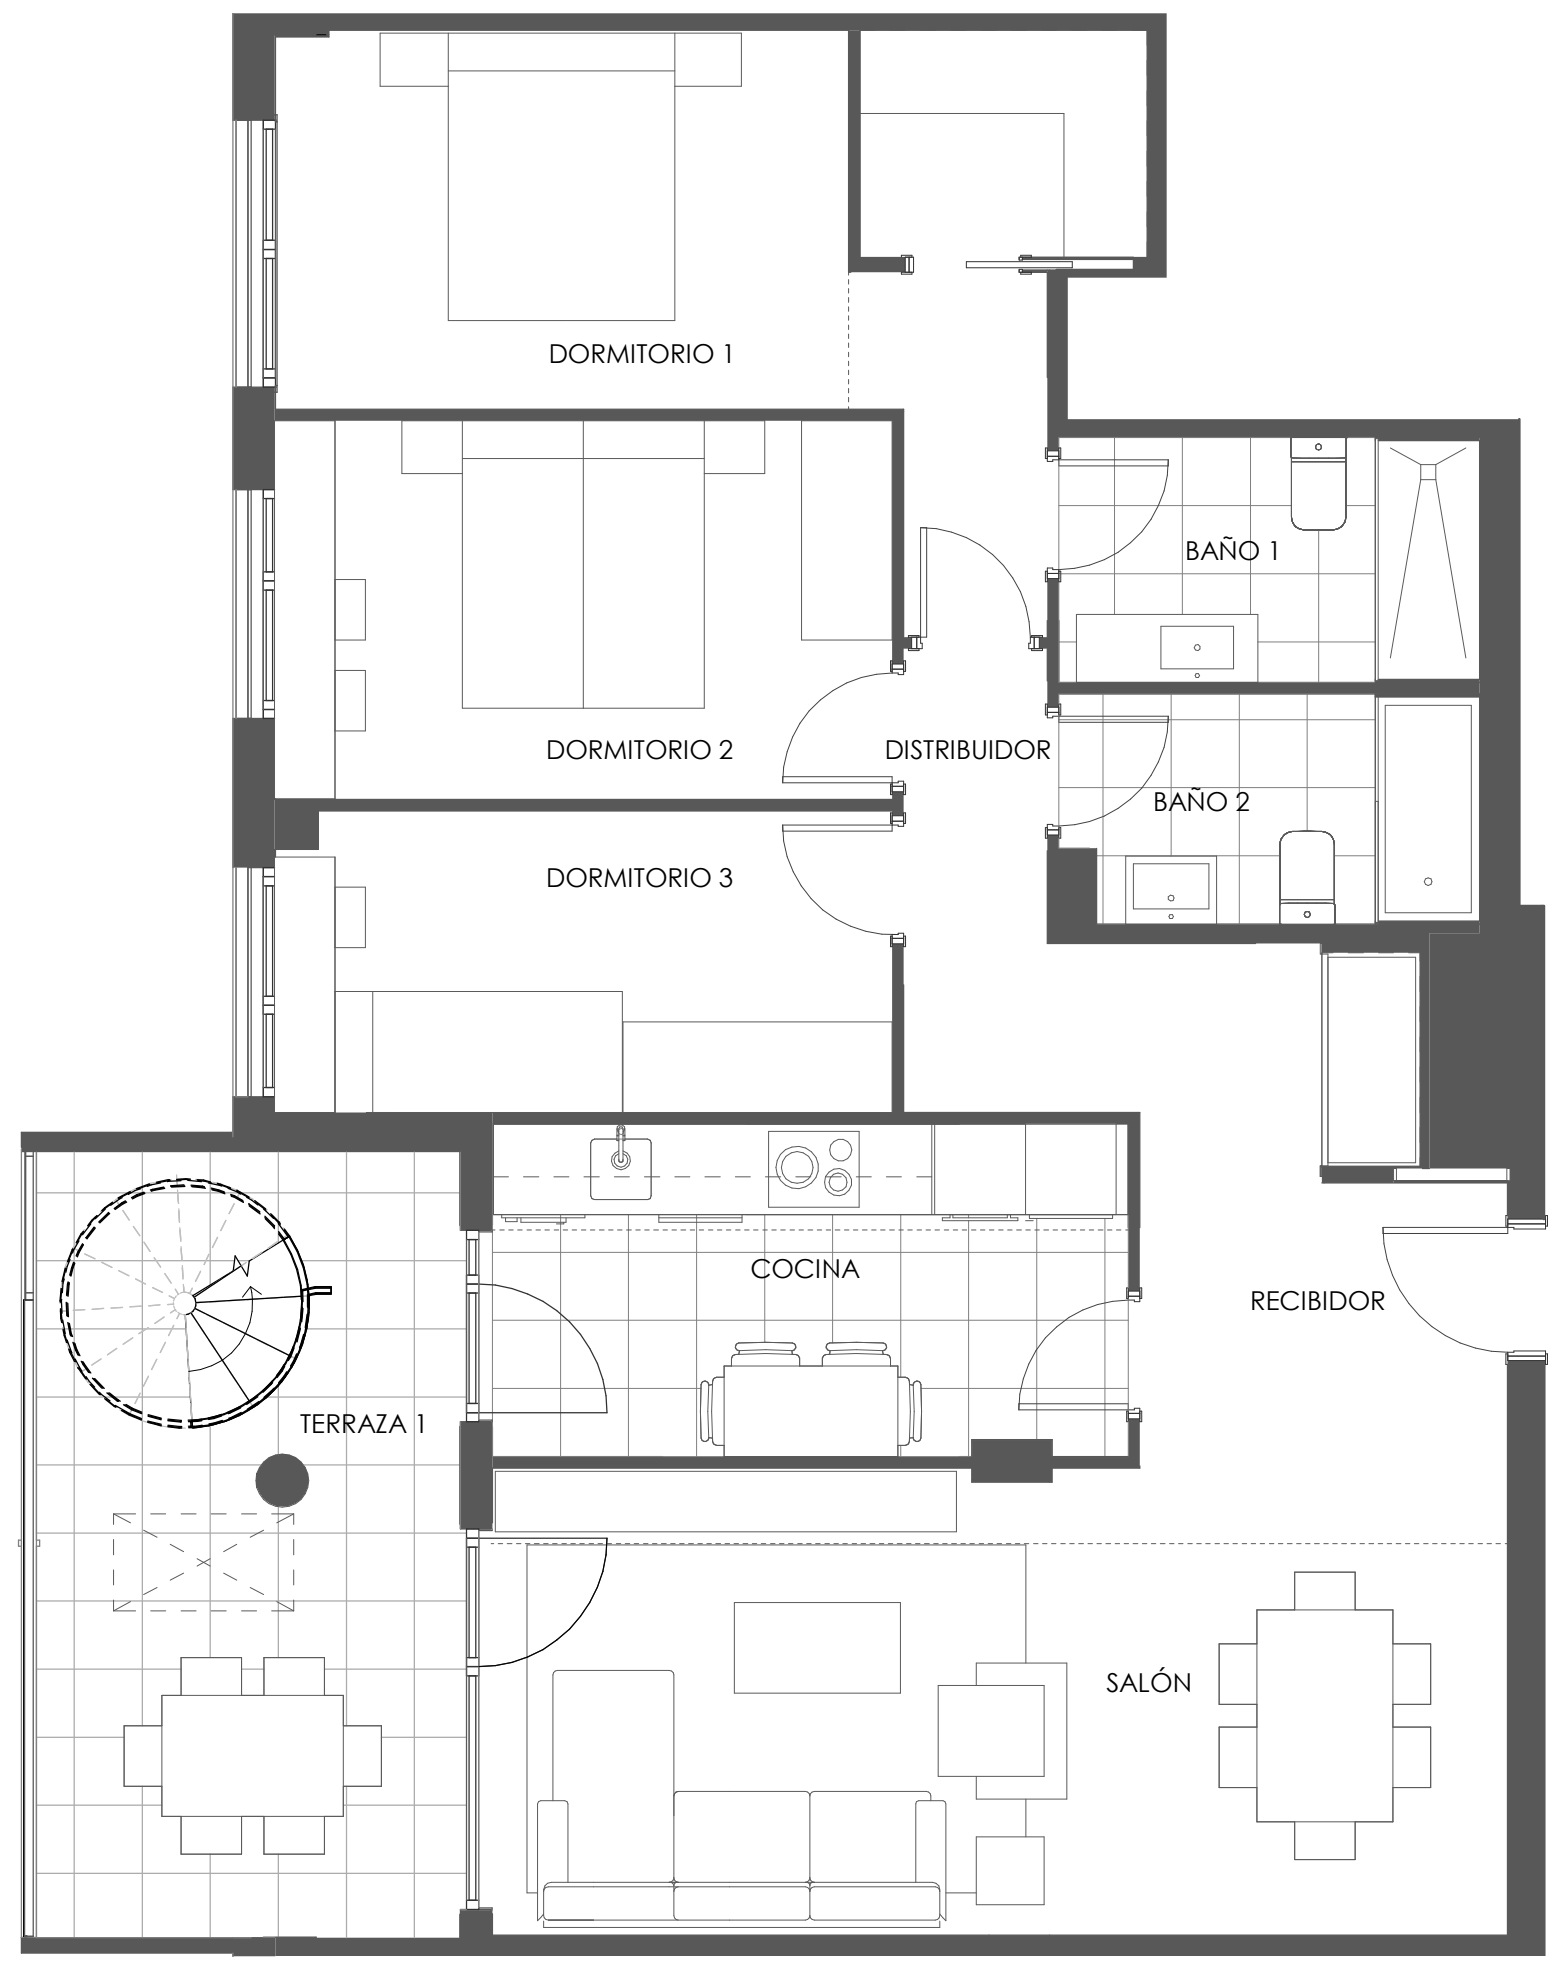 DORMITORIO 1
BAÑO 1
DORMITORIO 2
DISTRIBUIDOR
BAÑO 2
DORMITORIO 3
COCINA
RECIBIDOR
TERRAZA 1
SALÓN